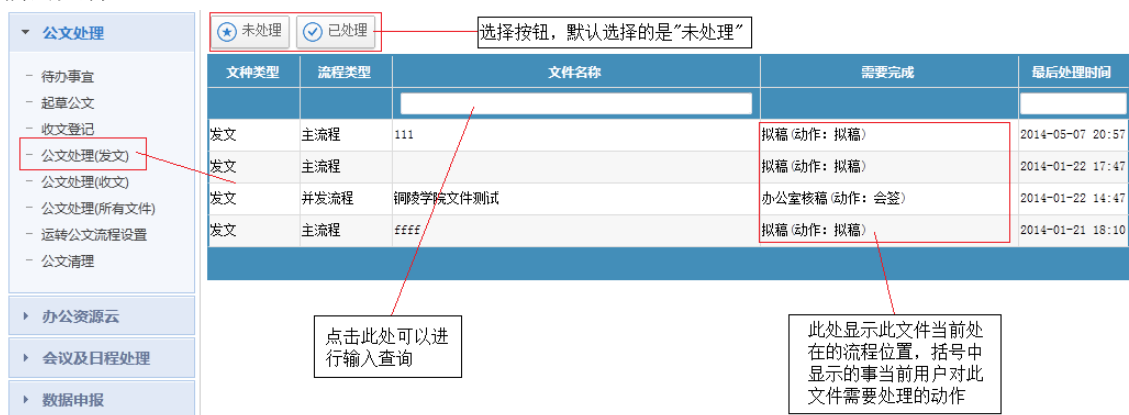 公文处理
未处理
已处理
选择按钮，默认选择的是"未处理"
文种类型 流程类型 文件名称 需要完成 最后处理时间
- 待办事宜
- 起草公文
- 收文登记
- 公文处理(发文)
- 公文处理(收文)
- 公文处理(所有文件)
- 运转公文流程设置
- 公文清理
发文 主流程 111 拟稿(动作: 拟稿) 2014-05-07 20:57
发文 主流程 拟稿(动作: 拟稿) 2014-01-22 17:47
发文 并发流程 铜陵学院文件测试 办公室核稿(动作: 会签) 2014-01-22 14:47
发文 主流程 ffff 拟稿(动作: 拟稿) 2014-01-21 18:10
办公资源云
会议及日程处理
数据申报
点击此处可以进
行输入查询
此处显示此文件当前处
在的流程位置，括号中
显示的事当前用户对此
文件需要处理的动作